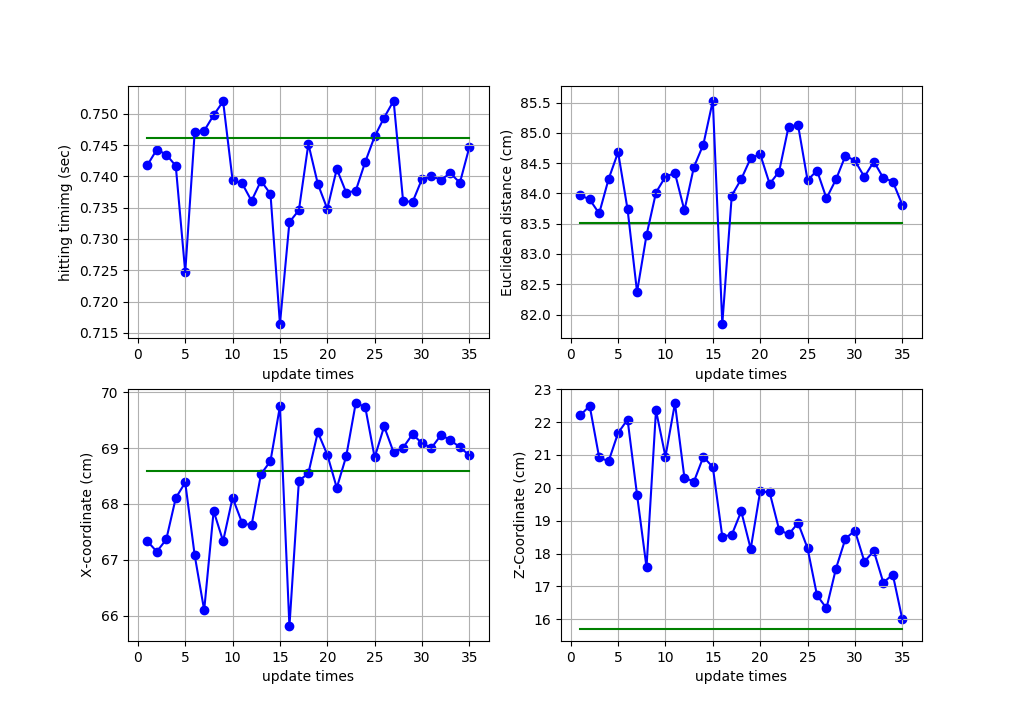 0.750
0.745
0.740
0.735
0.730
0.725
0.720
0.715
hitting timimg (sec)
0 5 10 15 20 25 30 35
update times
85.5
85.0
84.5
84.0
83.5
83.0
82.5
82.0
Euclidean distance (cm)
0 5 10 15 20 25 30 35
update times
70
69
68
67
66
X-coordinate (cm)
0 5 10 15 20 25 30 35
update times
23
22
21
20
19
18
17
16
Z-Coordinate (cm)
0 5 10 15 20 25 30 35
update times